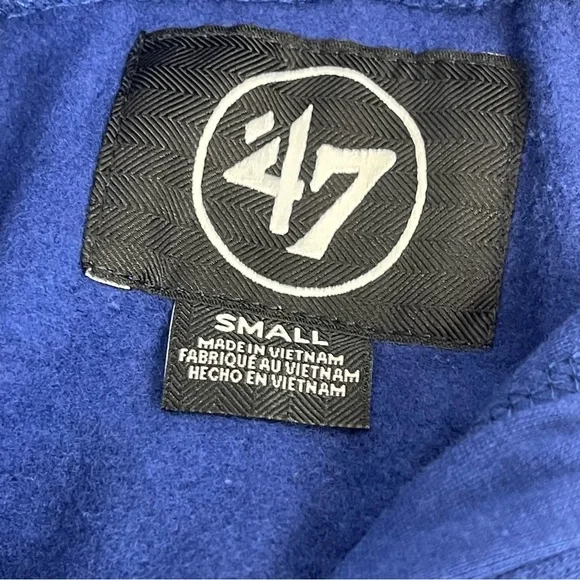 '47
SMALL
MADE IN VIETNAM
FABRIQUÉ AU VIETNAM
HECHO EN VIETNAM